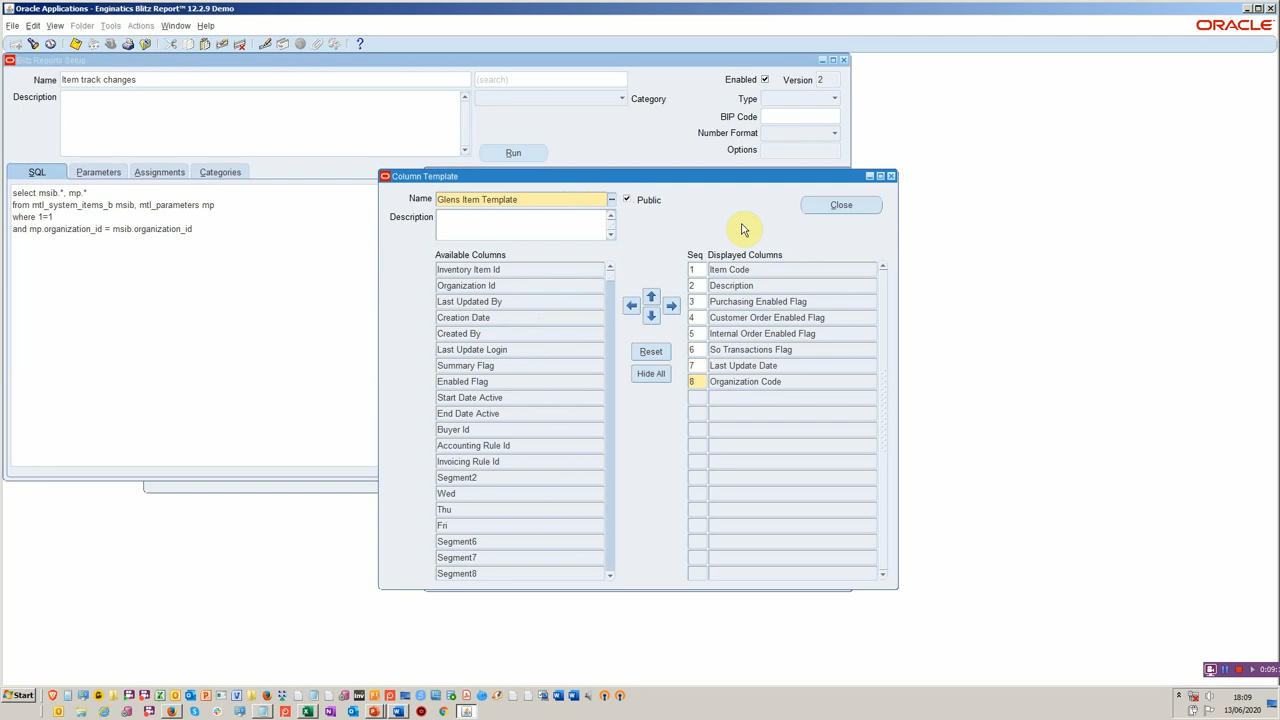 Oracle Applications - Enginatics Blitz Report™ 12.2.9 Demo
File Edit View Folder Tools Actions Window Help
ORACLE
Blitz Reports Setup
Name Item track changes (search) Enabled Version 2
Description Category Type
BIP Code
Number Format
Run Options
SQL Parameters Assignments Categories
select msib.*, mp.*
from mtl_system_items_b msib, mtl_parameters mp
where 1=1
and mp.organization_id = msib.organization_id
Column Template
Name Glens Item Template Public Close
Description
Available Columns Seq Displayed Columns
Inventory Item Id 1 Item Code
Organization Id 2 Description
Last Updated By 3 Purchasing Enabled Flag
Creation Date 4 Customer Order Enabled Flag
Created By 5 Internal Order Enabled Flag
Last Update Login Reset 6 So Transactions Flag
Summary Flag 7 Last Update Date
Enabled Flag Hide All 8 Organization Code
Start Date Active
End Date Active
Buyer Id
Accounting Rule Id
Invoicing Rule Id
Segment2
Wed
Thu
Fri
Segment6
Segment7
Segment8
Start 18:09
13/06/2020